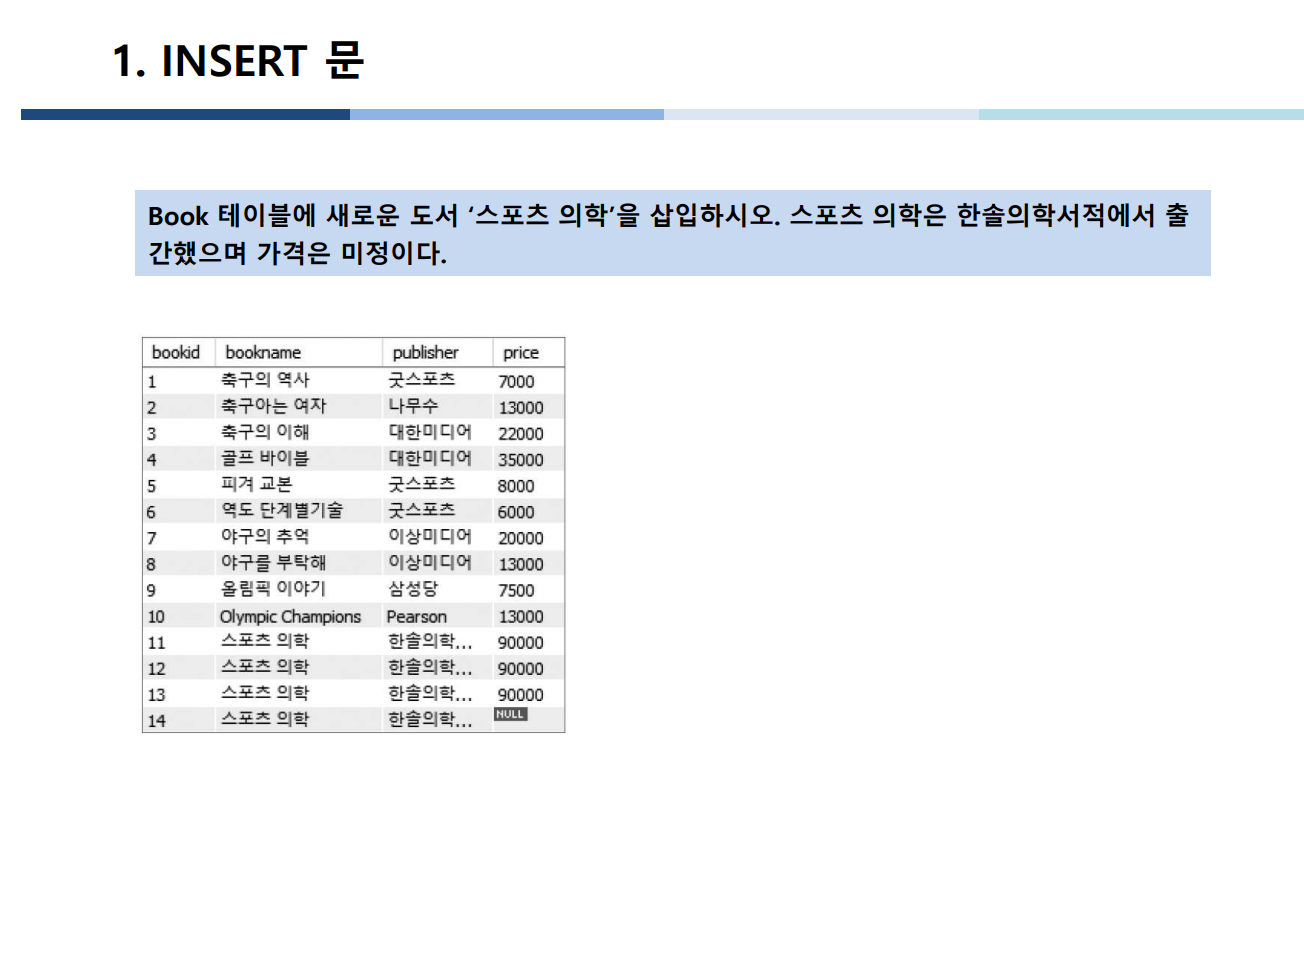 1. INSERT 문
Book 테이블에 새로운 도서 ‘스포츠 의학’을 삽입하시오. 스포츠 의학은 한솔의학서적에서 출
간했으며 가격은 미정이다.
bookid bookname publisher price
1 축구의 역사 굿스포츠 7000
2 축구아는 여자 나무수 13000
3 축구의 이해 대한미디어 22000
4 골프 바이블 대한미디어 35000
5 피겨 교본 굿스포츠 8000
6 역도 단계별기술 굿스포츠 6000
7 야구의 추억 이상미디어 20000
8 야구를 부탁해 이상미디어 13000
9 올림픽 이야기 삼성당 7500
10 Olympic Champions Pearson 13000
11 스포츠 의학 한솔의학... 90000
12 스포츠 의학 한솔의학... 90000
13 스포츠 의학 한솔의학... 90000
14 스포츠 의학 한솔의학... NULL